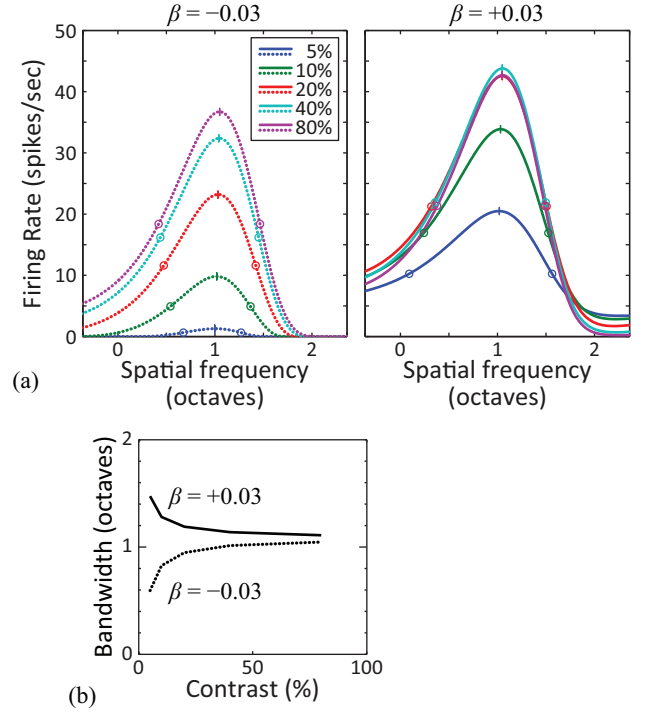 β = −0.03
β = +0.03
50
40
30
20
10
0
Firing Rate (spikes/sec)
5%
10%
20%
40%
80%
0
1
2
0
1
2
Spatial frequency
(octaves)
Spatial frequency
(octaves)
(a)
2
1
0
Bandwidth (octaves)
β = +0.03
β = −0.03
0
50
100
Contrast (%)
(b)